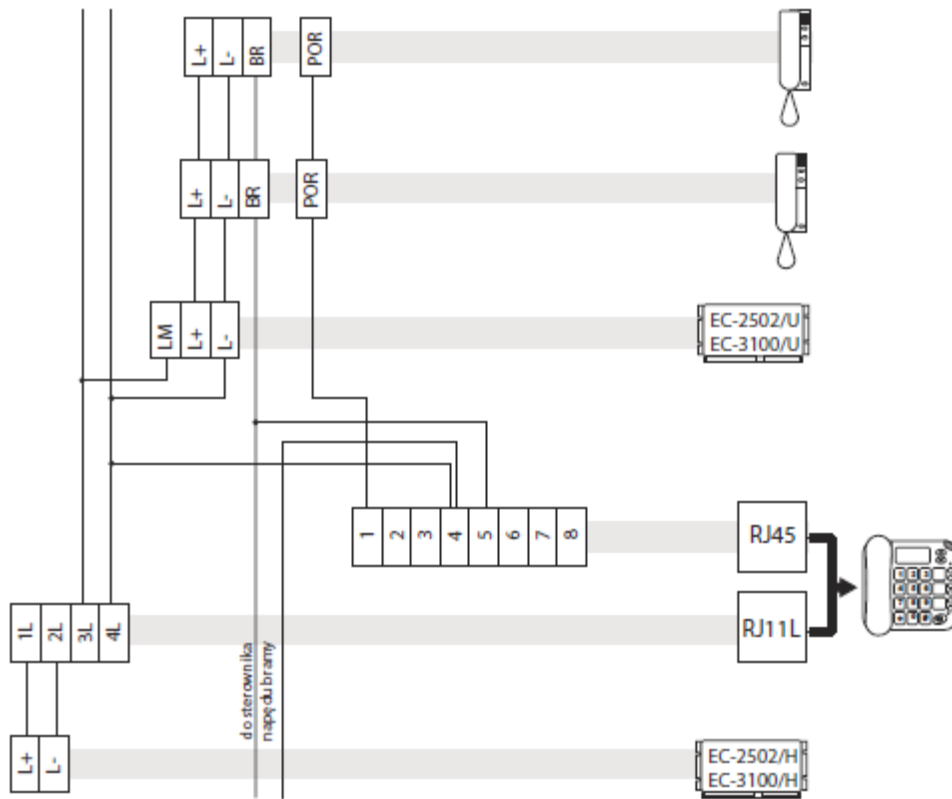 L+
L-
BR
POR
L+
L-
BR
POR
LM
L+
L-
EC-2502/U
EC-3100/U
1
2
3
4
5
6
7
8
RJ45
1L
2L
3L
4L
RJ11L
do sterownika
napędu bramy
L+
L-
EC-2502/H
EC-3100/H